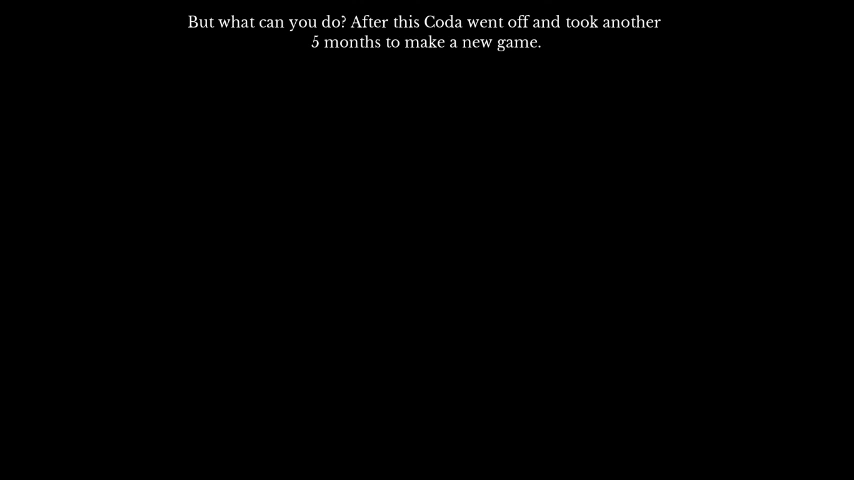 But what can you do? After this Coda went off and took another
5 months to make a new game.